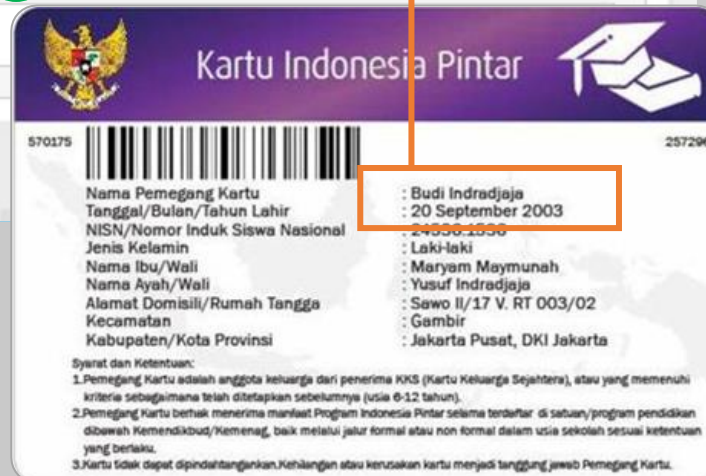 Kartu Indonesia Pintar
570175
257296
Nama Pemegang Kartu : Budi Indradjaja
Tanggal/Bulan/Tahun Lahir : 20 September 2003
NISN/Nomor Induk Siswa Nasional : 24536.1536
Jenis Kelamin : Laki-laki
Nama Ibu/Wali : Maryam Maymunah
Nama Ayah/Wali : Yusuf Indradjaja
Alamat Domisili/Rumah Tangga : Sawo II/17 V. RT 003/02
Kecamatan : Gambir
Kabupaten/Kota Provinsi : Jakarta Pusat, DKI Jakarta
Syarat dan Ketentuan:
1.Pemegang Kartu adalah anggota keluarga dari penerima KKS (Kartu Keluarga Sejahtera), atau yang memenuhi
kriteria sebagaimana telah ditetapkan sebelumnya (usia 6-12 tahun).
2.Pemegang Kartu berhak menerima manfaat Program Indonesia Pintar selama terdaftar di satuan/program pendidikan
dibawah Kemendikbud/Kemenag, baik melalui jalur formal atau non formal dalam usia sekolah sesuai ketentuan
yang berlaku.
3.Kartu tidak dapat dipindahtangankan.Kehilangan atau kerusakan kartu menjadi tanggung jawab Pemegang Kartu.